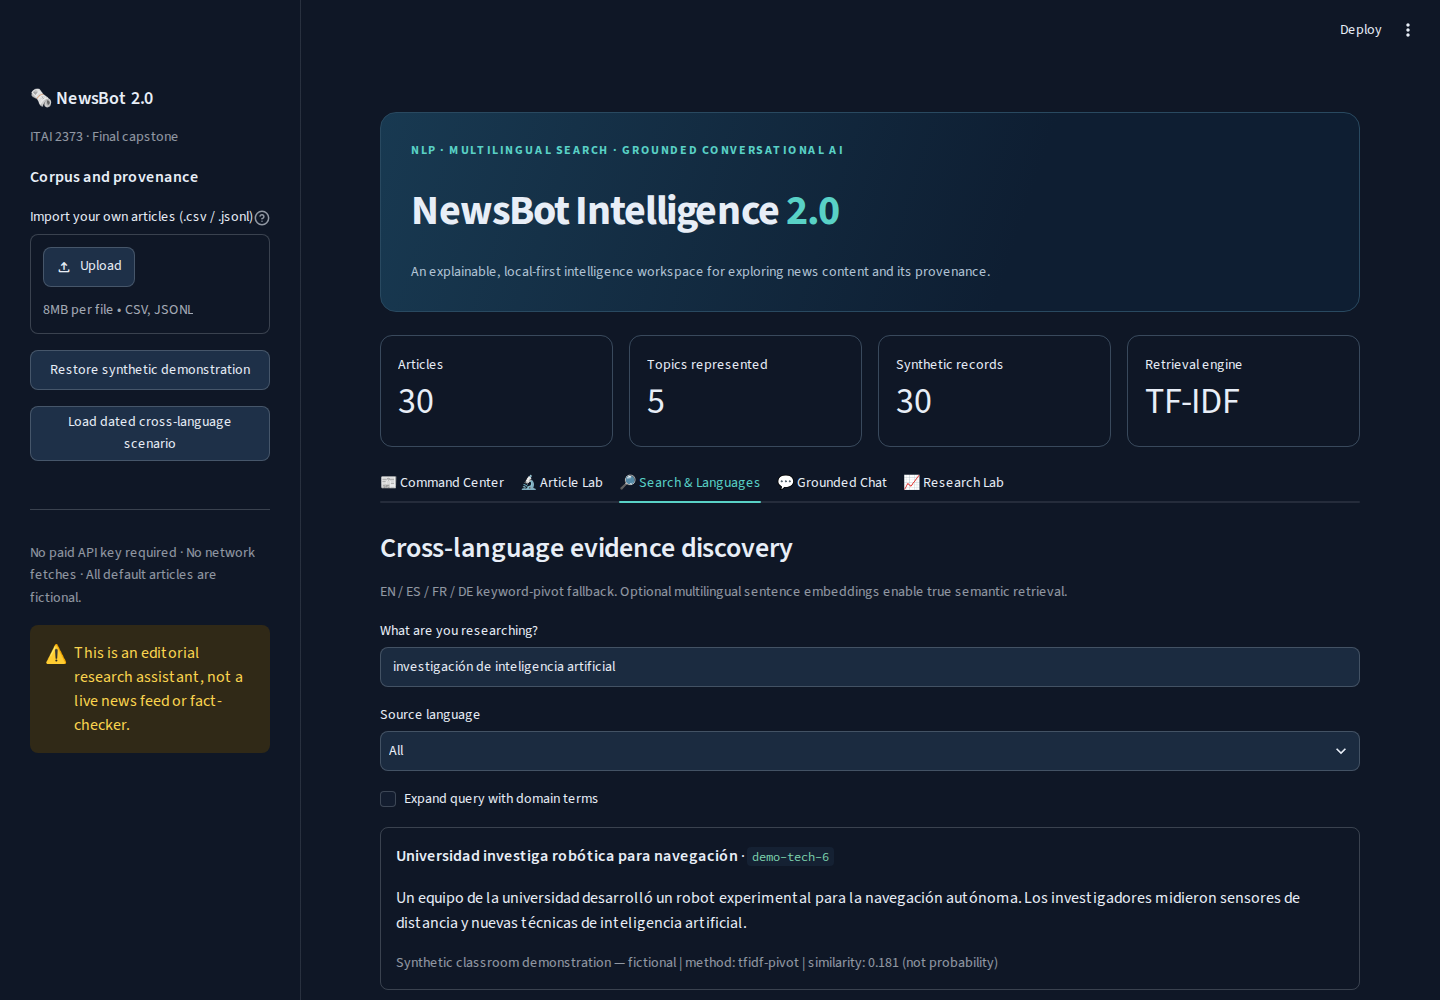 Deploy
🗞️ NewsBot 2.0
ITAI 2373 · Final capstone
Corpus and provenance
Import your own articles (.csv / .jsonl)
Upload
8MB per file • CSV, JSONL
Restore synthetic demonstration
Load dated cross-language
scenario
No paid API key required · No network
fetches · All default articles are
fictional.
⚠️ This is an editorial
research assistant, not a
live news feed or fact-
checker.
NLP · MULTILINGUAL SEARCH · GROUNDED CONVERSATIONAL AI
NewsBot Intelligence 2.0
An explainable, local-first intelligence workspace for exploring news content and its provenance.
Articles
30
Topics represented
5
Synthetic records
30
Retrieval engine
TF-IDF
📰 Command Center
🔬 Article Lab
🔎 Search & Languages
💬 Grounded Chat
📈 Research Lab
Cross-language evidence discovery
EN / ES / FR / DE keyword-pivot fallback. Optional multilingual sentence embeddings enable true semantic retrieval.
What are you researching?
investigación de inteligencia artificial
Source language
All
Expand query with domain terms
Universidad investiga robótica para navegación · demo-tech-6
Un equipo de la universidad desarrolló un robot experimental para la navegación autónoma. Los investigadores midieron sensores de
distancia y nuevas técnicas de inteligencia artificial.
Synthetic classroom demonstration — fictional | method: tfidf-pivot | similarity: 0.181 (not probability)